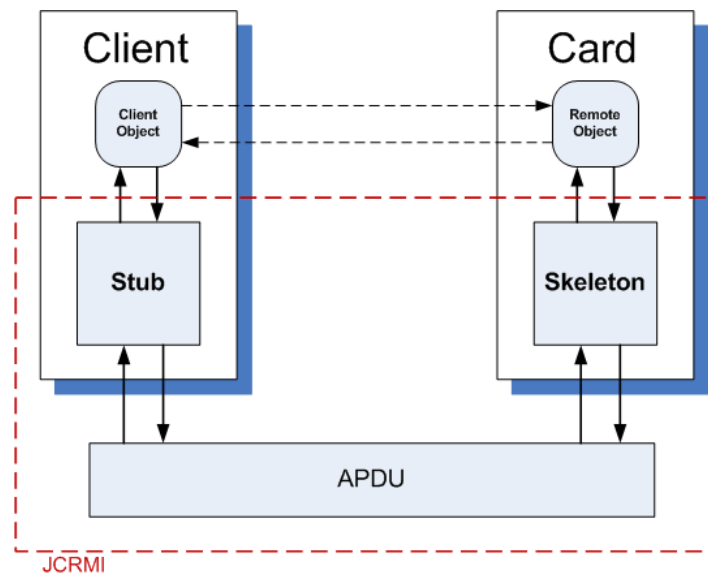 Client
Card
Client
Object
Remote
Object
Stub
Skeleton
APDU
JCRMI